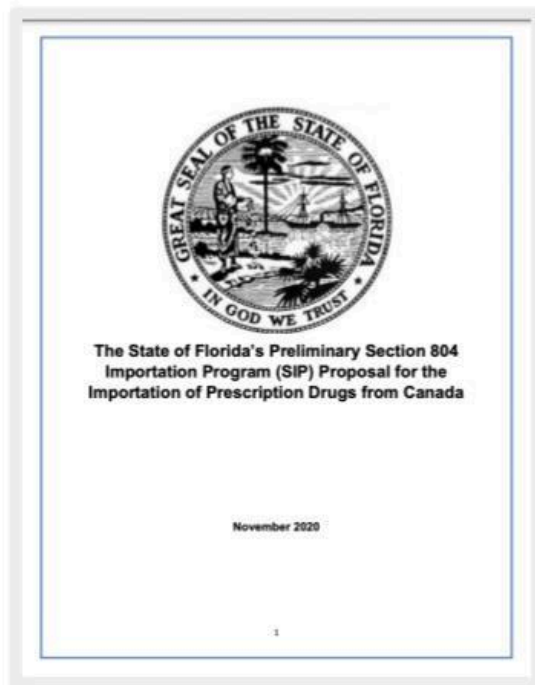 GREAT SEAL OF THE STATE OF FLORIDA
IN GOD WE TRUST
The State of Florida's Preliminary Section 804
Importation Program (SIP) Proposal for the
Importation of Prescription Drugs from Canada
November 2020
1